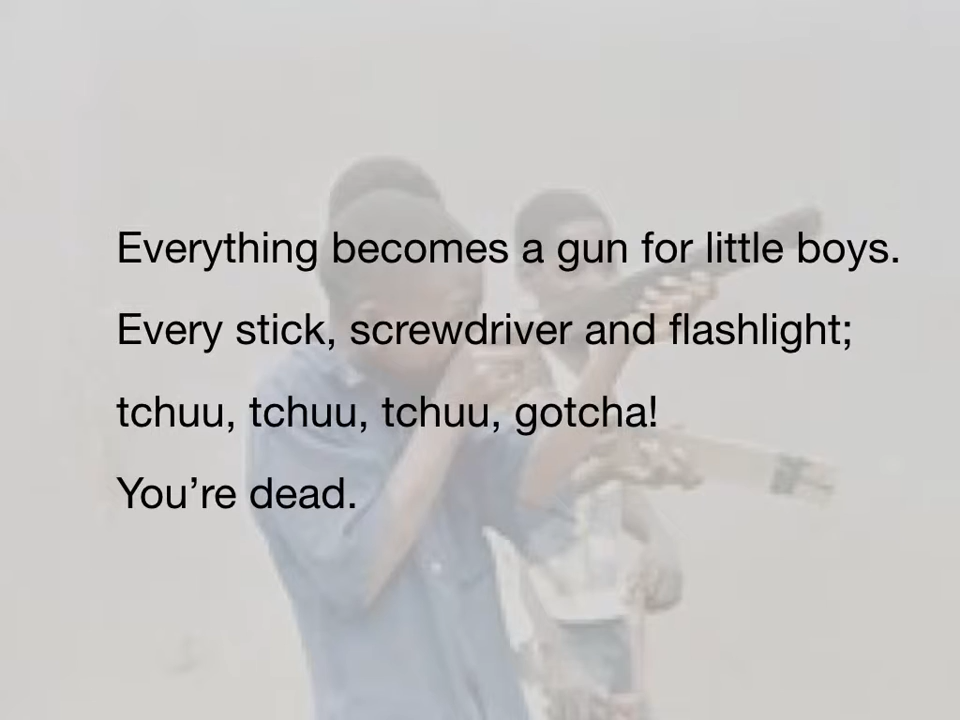 Everything becomes a gun for little boys.
Every stick, screwdriver and flashlight;
tchuu, tchuu, tchuu, gotcha!
You’re dead.